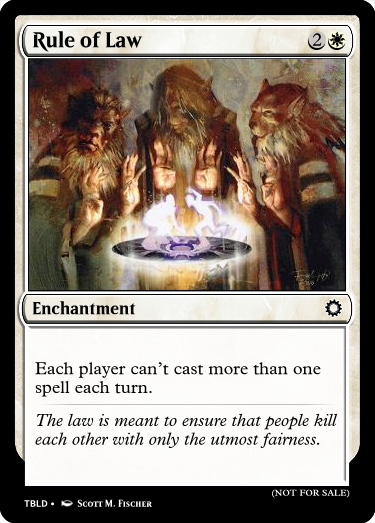 Rule of Law 2
Enchantment
Each player can't cast more than one
spell each turn.
The law is meant to ensure that people kill
each other with only the utmost fairness.
(NOT FOR SALE)
TBLD • Scott M. Fischer